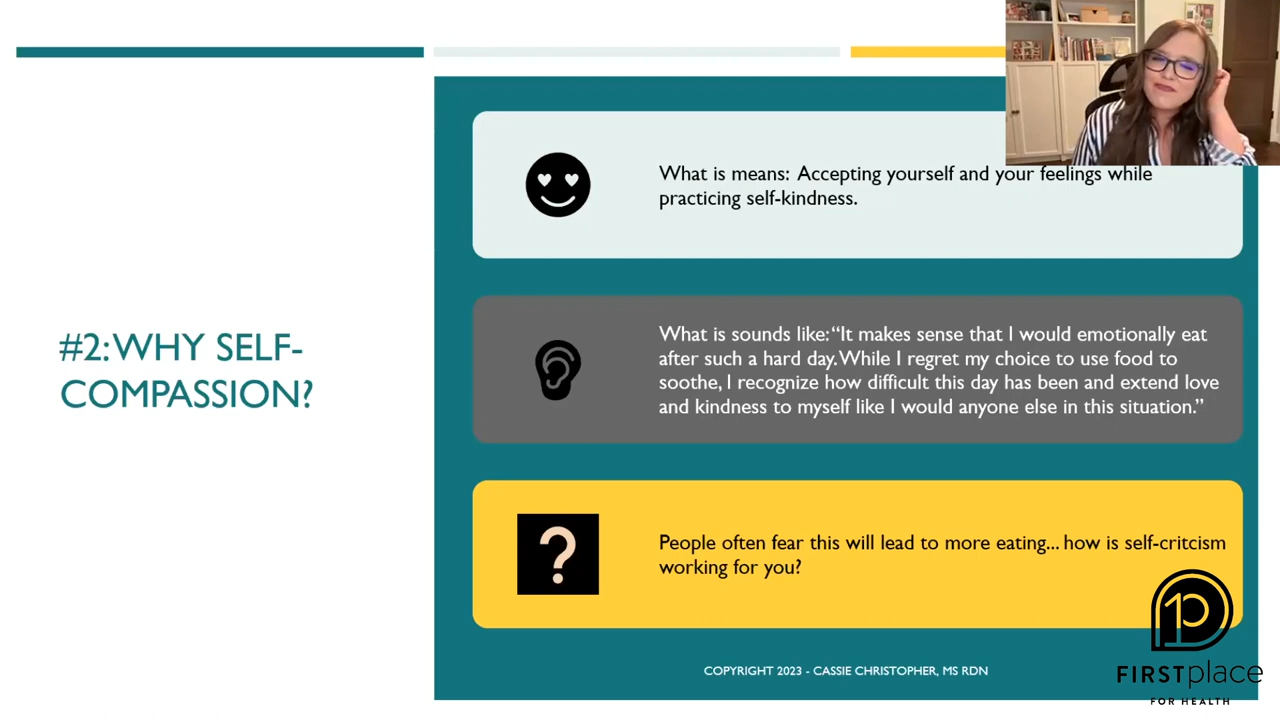 #2: WHY SELF-
COMPASSION?
What is means: Accepting yourself and your feelings while
practicing self-kindness.
What is sounds like: “It makes sense that I would emotionally eat
after such a hard day. While I regret my choice to use food to
soothe, I recognize how difficult this day has been and extend love
and kindness to myself like I would anyone else in this situation.”
?
People often fear this will lead to more eating... how is self-critcism
working for you?
COPYRIGHT 2023 - CASSIE CHRISTOPHER, MS RDN
FIRSTplace
FOR HEALTH